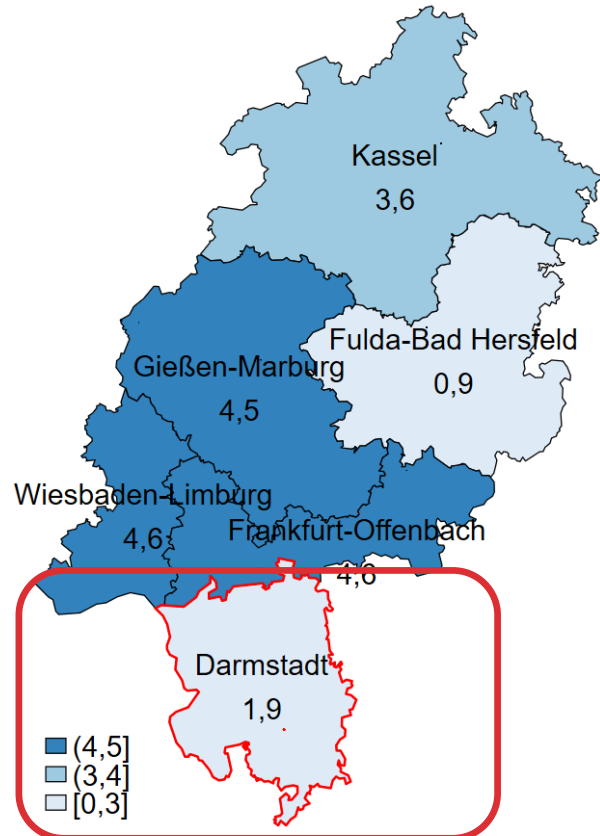 Kassel
3,6
Fulda-Bad Hersfeld
0,9
Gießen-Marburg
4,5
Wiesbaden-Limburg
4,6
Frankfurt-Offenbach
4,6
Darmstadt
1,9
(4,5]
(3,4]
[0,3]